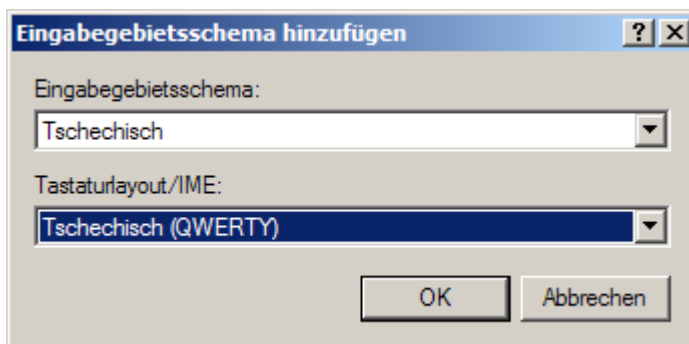 Eingabegebietsschema hinzufügen
Eingabegebietsschema:
Tschechisch
Tastaturlayout/IME:
Tschechisch (QWERTY)
OK Abbrechen